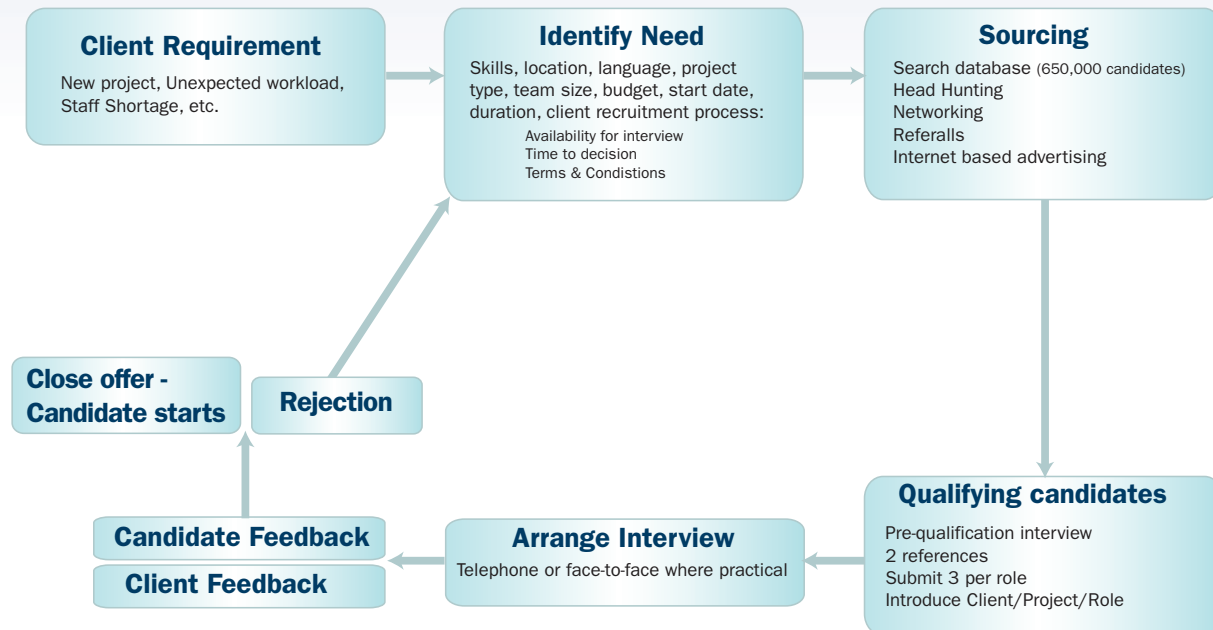 Client Requirement
New project, Unexpected workload,
Staff Shortage, etc.
Identify Need
Skills, location, language, project
type, team size, budget, start date,
duration, client recruitment process:
Availability for interview
Time to decision
Terms & Condistions
Sourcing
Search database (650,000 candidates)
Head Hunting
Networking
Referalls
Internet based advertising
Qualifying candidates
Pre-qualification interview
2 references
Submit 3 per role
Introduce Client/Project/Role
Arrange Interview
Telephone or face-to-face where practical
Candidate Feedback
Client Feedback
Close offer -
Candidate starts
Rejection